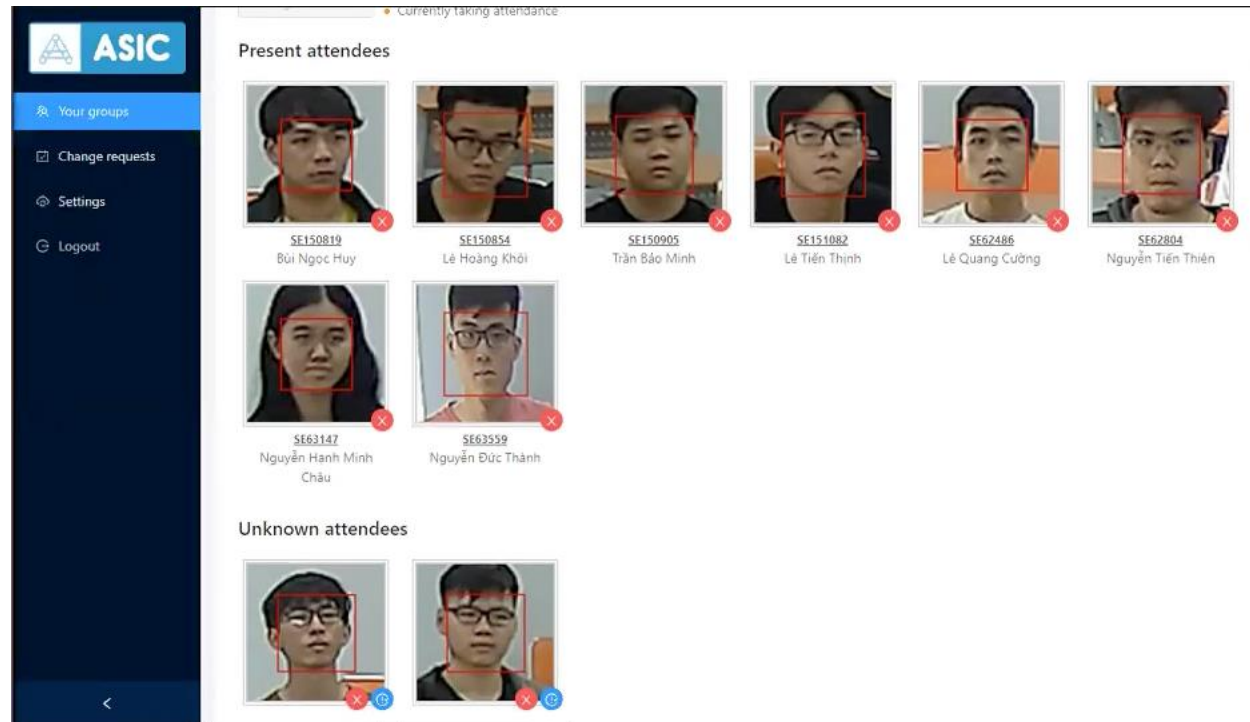 ASIC
Your groups
Change requests
Settings
Logout
• Currently taking attendance
Present attendees
SE150819
Bùi Ngọc Huy
SE150854
Lê Hoàng Khôi
SE150905
Trần Bảo Minh
SE151082
Lê Tiến Thịnh
SE62486
Lê Quang Cường
SE62804
Nguyễn Tiến Thiên
SE63147
Nguyễn Hạnh Minh
Châu
SE63559
Nguyễn Đức Thành
Unknown attendees